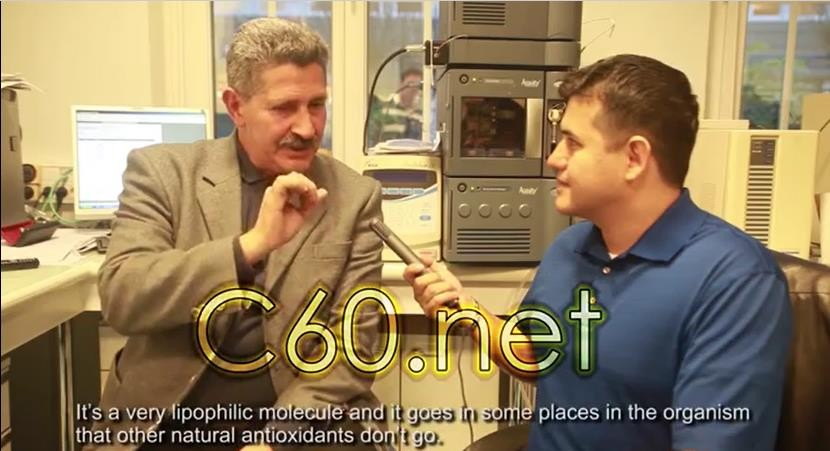 Acquity
Acquity
C60.net
It's a very lipophilic molecule and it goes in some places in the organism
that other natural antioxidants don't go.